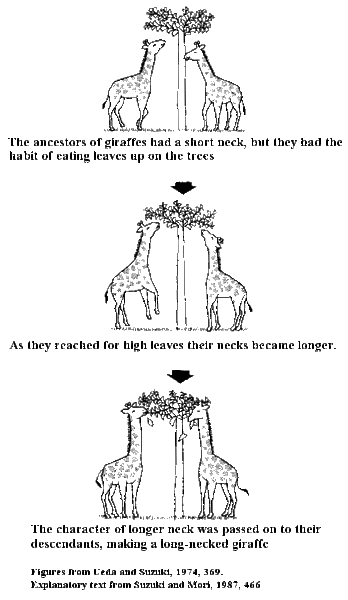 The ancestors of giraffes had a short neck, but they had the
habit of eating leaves up on the trees
As they reached for high leaves their necks became longer.
The character of longer neck was passed on to their
descendants, making a long-necked giraffe
Figures from Ueda and Suzuki, 1974, 369.
Explanatory text from Suzuki and Mori, 1987, 466